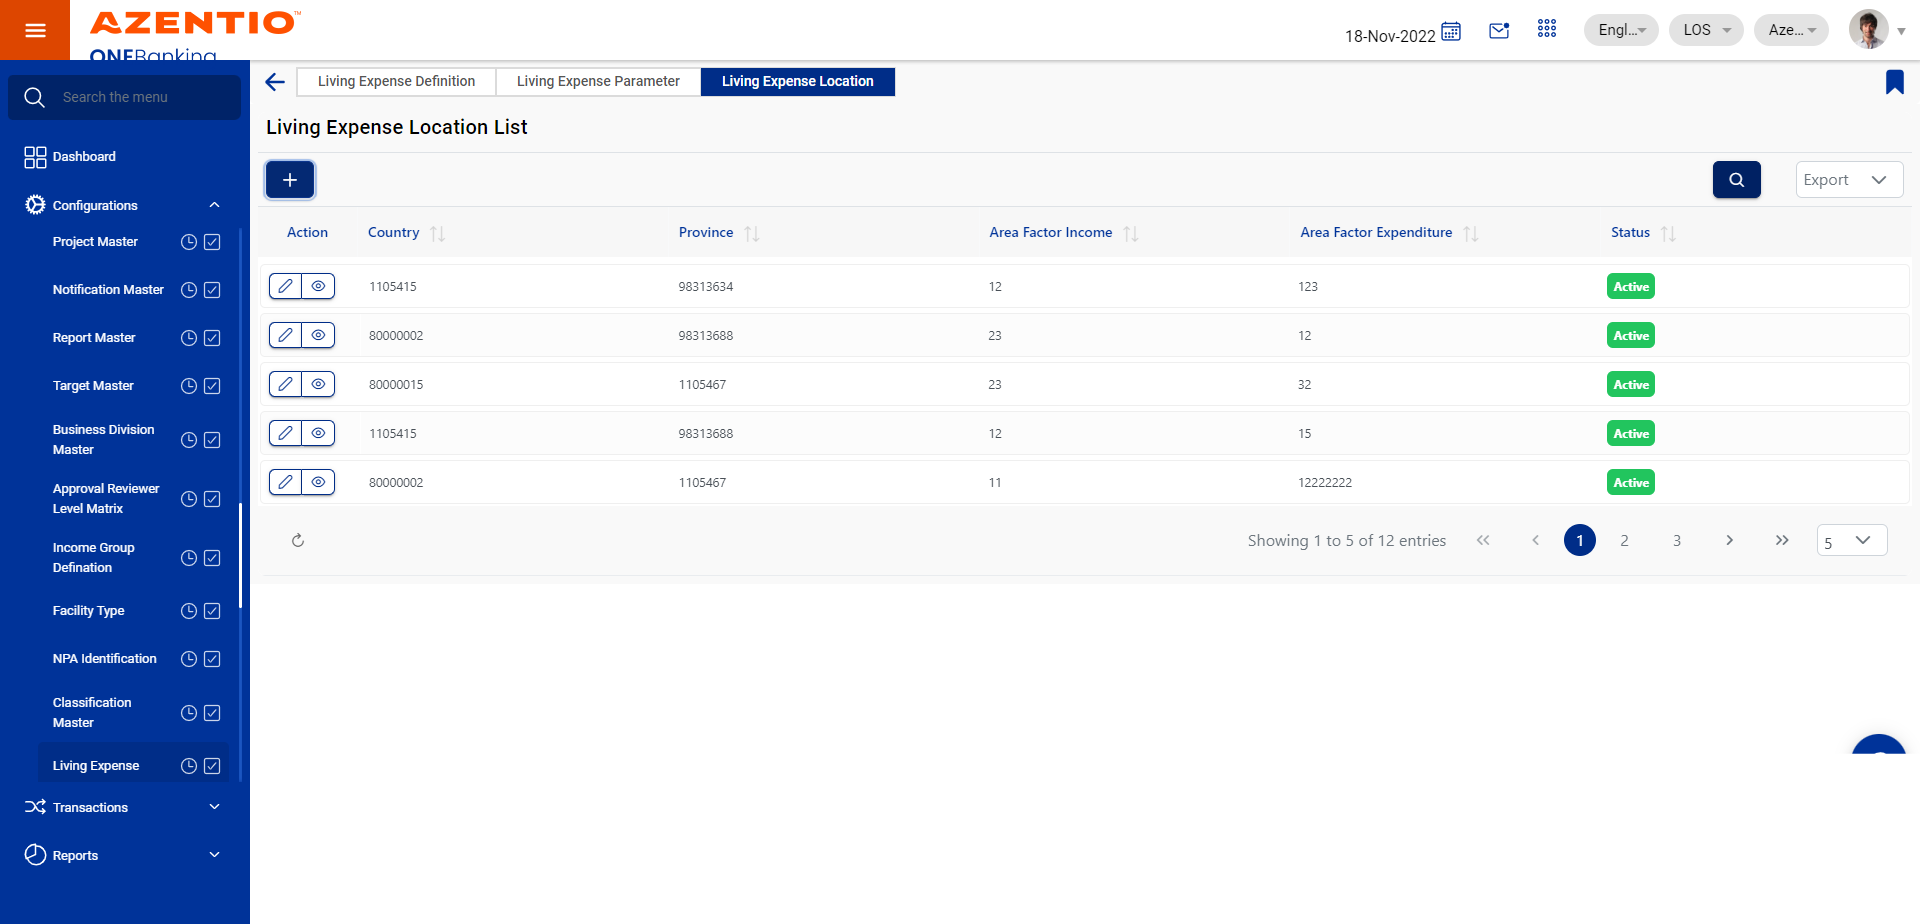 AZENTIO™
ONEBanking
18-Nov-2022
Engl...
LOS
Aze...
Search the menu
Dashboard
Configurations
Project Master
Notification Master
Report Master
Target Master
Business Division
Master
Approval Reviewer
Level Matrix
Income Group
Defination
Facility Type
NPA Identification
Classification
Master
Living Expense
Transactions
Reports
Living Expense Definition
Living Expense Parameter
Living Expense Location
Living Expense Location List
+
Export
Action Country Province Area Factor Income Area Factor Expenditure Status
1105415 98313634 12 123 Active
80000002 98313688 23 12 Active
80000015 1105467 23 32 Active
1105415 98313688 12 15 Active
80000002 1105467 11 12222222 Active
Showing 1 to 5 of 12 entries « ‹ 1 2 3 › » 5